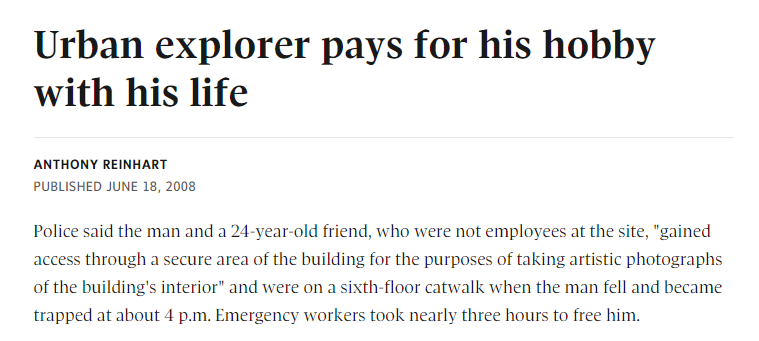 Urban explorer pays for his hobby
with his life
ANTHONY REINHART
PUBLISHED JUNE 18, 2008
Police said the man and a 24-year-old friend, who were not employees at the site, "gained
access through a secure area of the building for the purposes of taking artistic photographs
of the building's interior" and were on a sixth-floor catwalk when the man fell and became
trapped at about 4 p.m. Emergency workers took nearly three hours to free him.